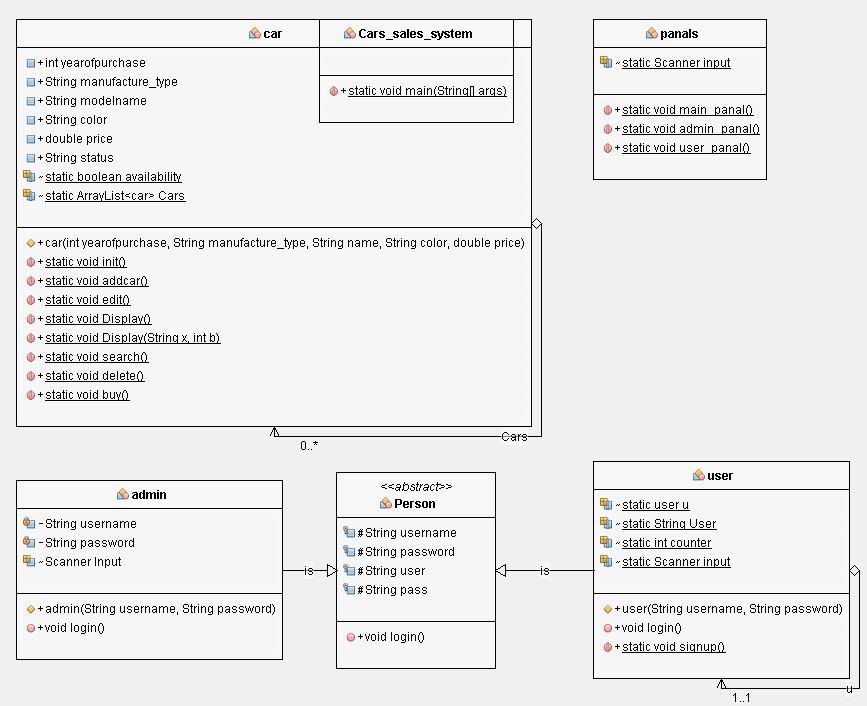 car
+int yearofpurchase
+String manufacture_type
+String modelname
+String color
+double price
+String status
~static boolean availability
~static ArrayList<car> Cars
+car(int yearofpurchase, String manufacture_type, String name, String color, double price)
+static void init()
+static void addcar()
+static void edit()
+static void Display()
+static void Display(String x, int b)
+static void search()
+static void delete()
+static void buy()
Cars_sales_system
+static void main(String[] args)
panals
~static Scanner input
+static void main_panal()
+static void admin_panal()
+static void user_panal()
Cars
0..*
admin
-String username
-String password
~Scanner Input
+admin(String username, String password)
+void login()
is
<<abstract>>
Person
#String username
#String password
#String user
#String pass
+void login()
is
user
~static user u
~static String User
~static int counter
~static Scanner input
+user(String username, String password)
+void login()
+static void signup()
u
1..1